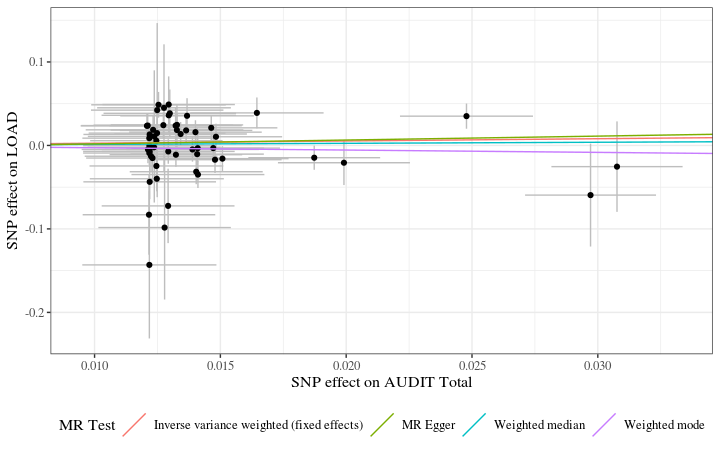 SNP effect on LOAD
0.1
0.0
-0.1
-0.2
0.010 0.015 0.020 0.025 0.030
SNP effect on AUDIT Total
MR Test Inverse variance weighted (fixed effects) MR Egger Weighted median Weighted mode